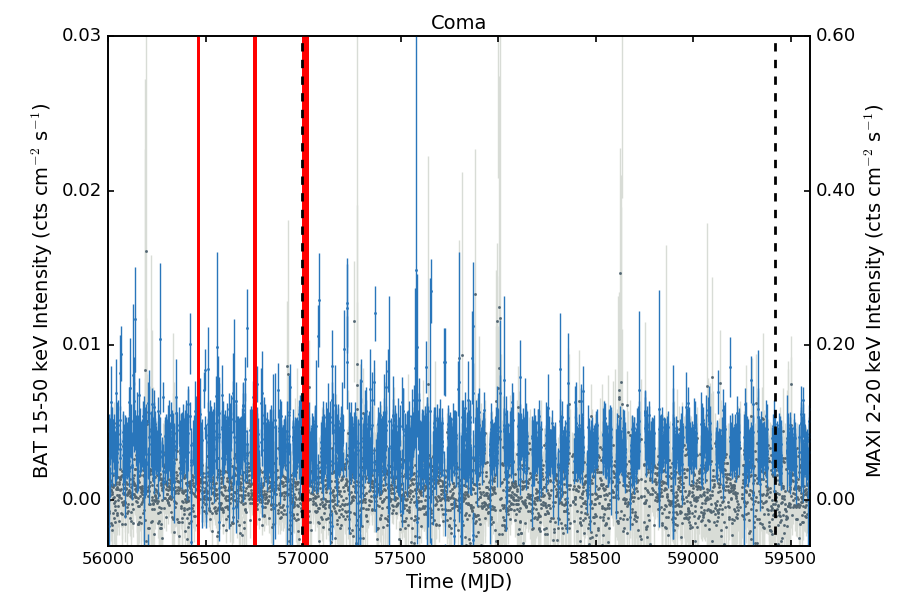 Coma
0.03
0.60
0.02
0.40
0.01
0.20
0.00
0.00
BAT 15-50 keV Intensity (cts cm⁻² s⁻¹)
MAXI 2-20 keV Intensity (cts cm⁻² s⁻¹)
56000 56500 57000 57500 58000 58500 59000 59500
Time (MJD)